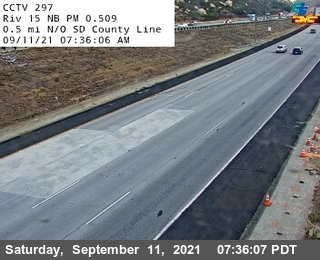 CCTV 297
Riv 15 NB PM 0.509
0.5 mi N/O SD County Line
09/11/21 07:36:06 AM
Saturday, September 11, 2021 07:36:07 PDT